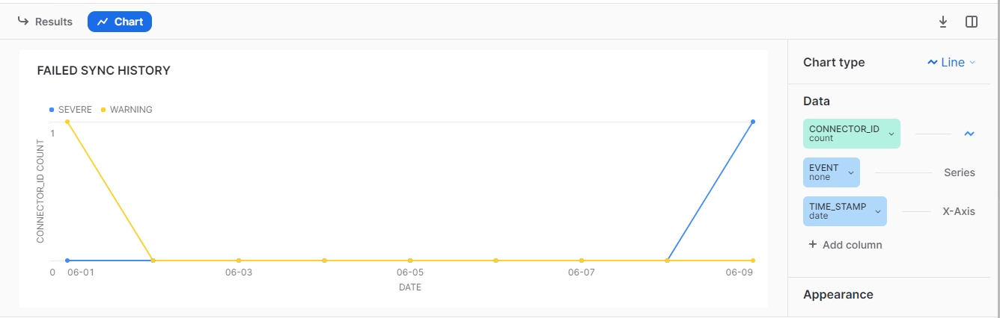 Results
Chart
FAILED SYNC HISTORY
SEVERE WARNING
1
CONNECTOR_ID COUNT
0 06-01 06-03 06-05 06-07 06-09
DATE
Chart type Line
Data
CONNECTOR_ID
count
EVENT
none
Series
TIME_STAMP
date
X-Axis
+ Add column
Appearance